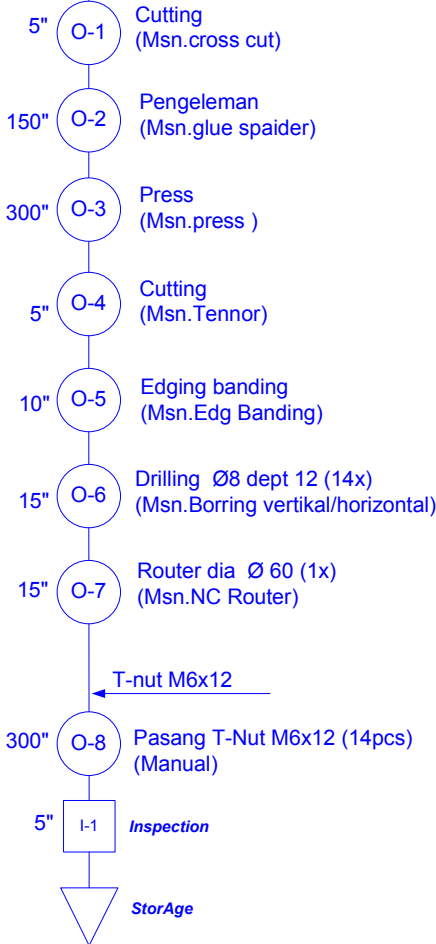 5" O-1 Cutting
(Msn.cross cut)
150" O-2 Pengeleman
(Msn.glue spaider)
300" O-3 Press
(Msn.press )
5" O-4 Cutting
(Msn.Tennor)
10" O-5 Edging banding
(Msn.Edg Banding)
15" O-6 Drilling Ø8 dept 12 (14x)
(Msn.Borring vertikal/horizontal)
15" O-7 Router dia Ø 60 (1x)
(Msn.NC Router)
T-nut M6x12
300" O-8 Pasang T-Nut M6x12 (14pcs)
(Manual)
5" I-1 Inspection
StorAge